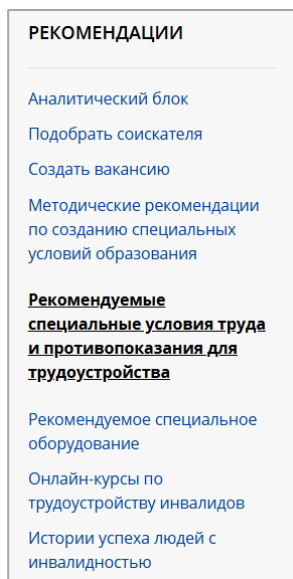 РЕКОМЕНДАЦИИ
Аналитический блок
Подобрать соискателя
Создать вакансию
Методические рекомендации
по созданию специальных
условий образования
Рекомендуемые
специальные условия труда
и противопоказания для
трудоустройства
Рекомендуемое специальное
оборудование
Онлайн-курсы по
трудоустройству инвалидов
Истории успеха людей с
инвалидностью